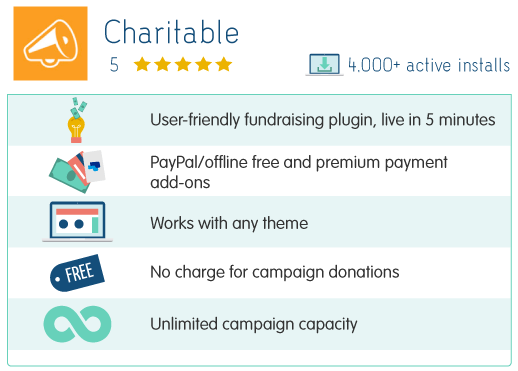 Charitable
5
4,000+ active installs
User-friendly fundraising plugin, live in 5 minutes
PayPal/offline free and premium payment
add-ons
Works with any theme
FREE
No charge for campaign donations
Unlimited campaign capacity